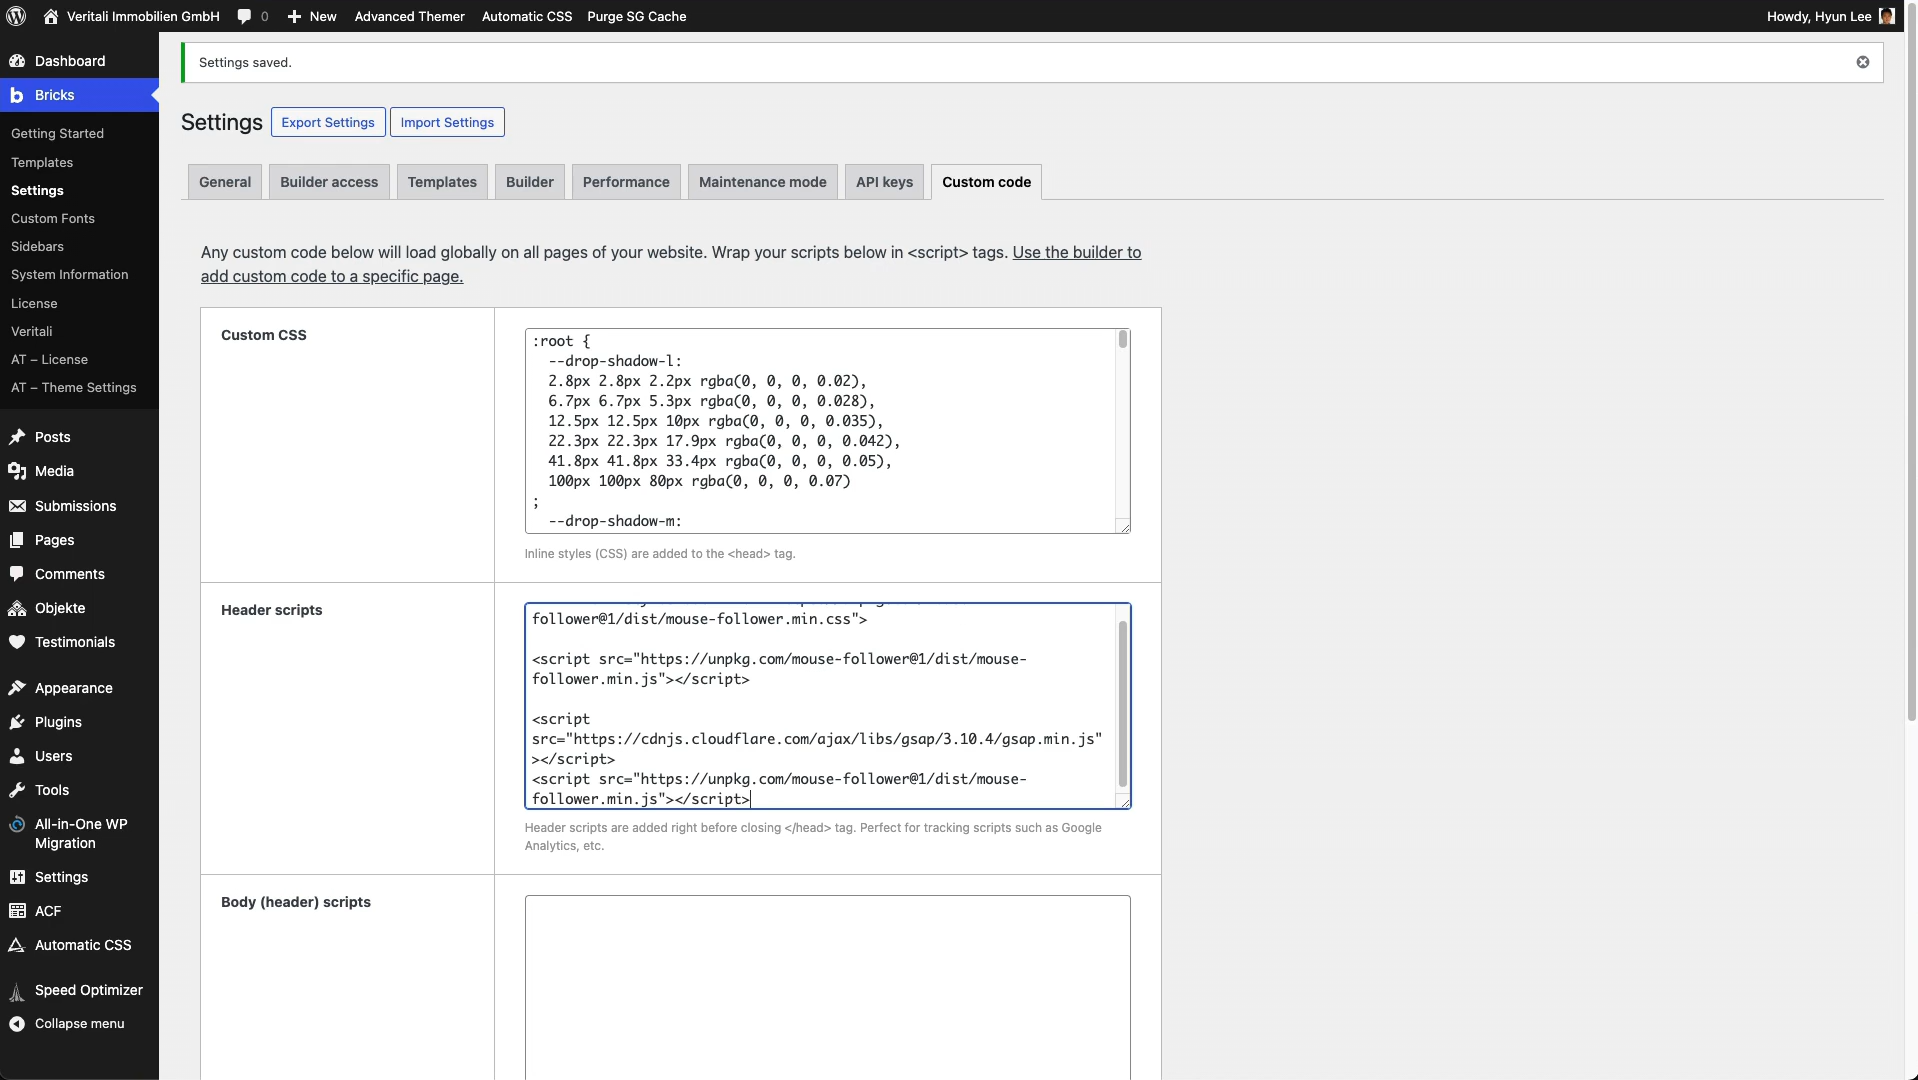 Veritali Immobilien GmbH
0
New
Advanced Themer
Automatic CSS
Purge SG Cache
Howdy, Hyun Lee
Dashboard
Bricks
Getting Started
Templates
Settings
Custom Fonts
Sidebars
System Information
License
Veritali
AT – License
AT – Theme Settings
Posts
Media
Submissions
Pages
Comments
Objekte
Testimonials
Appearance
Plugins
Users
Tools
All-in-One WP
Migration
Settings
ACF
Automatic CSS
Speed Optimizer
Collapse menu
Settings saved.
Settings
Export Settings
Import Settings
General
Builder access
Templates
Builder
Performance
Maintenance mode
API keys
Custom code
Any custom code below will load globally on all pages of your website. Wrap your scripts below in <script> tags. Use the builder to
add custom code to a specific page.
Custom CSS
:root {
--drop-shadow-l:
2.8px 2.8px 2.2px rgba(0, 0, 0, 0.02),
6.7px 6.7px 5.3px rgba(0, 0, 0, 0.028),
12.5px 12.5px 10px rgba(0, 0, 0, 0.035),
22.3px 22.3px 17.9px rgba(0, 0, 0, 0.042),
41.8px 41.8px 33.4px rgba(0, 0, 0, 0.05),
100px 100px 80px rgba(0, 0, 0, 0.07)
;
--drop-shadow-m:
Inline styles (CSS) are added to the <head> tag.
Header scripts
follower@1/dist/mouse-follower.min.css">
<script src="https://unpkg.com/mouse-follower@1/dist/mouse-
follower.min.js"></script>
<script
src="https://cdnjs.cloudflare.com/ajax/libs/gsap/3.10.4/gsap.min.js"
></script>
<script src="https://unpkg.com/mouse-follower@1/dist/mouse-
follower.min.js"></script>
Header scripts are added right before closing </head> tag. Perfect for tracking scripts such as Google
Analytics, etc.
Body (header) scripts